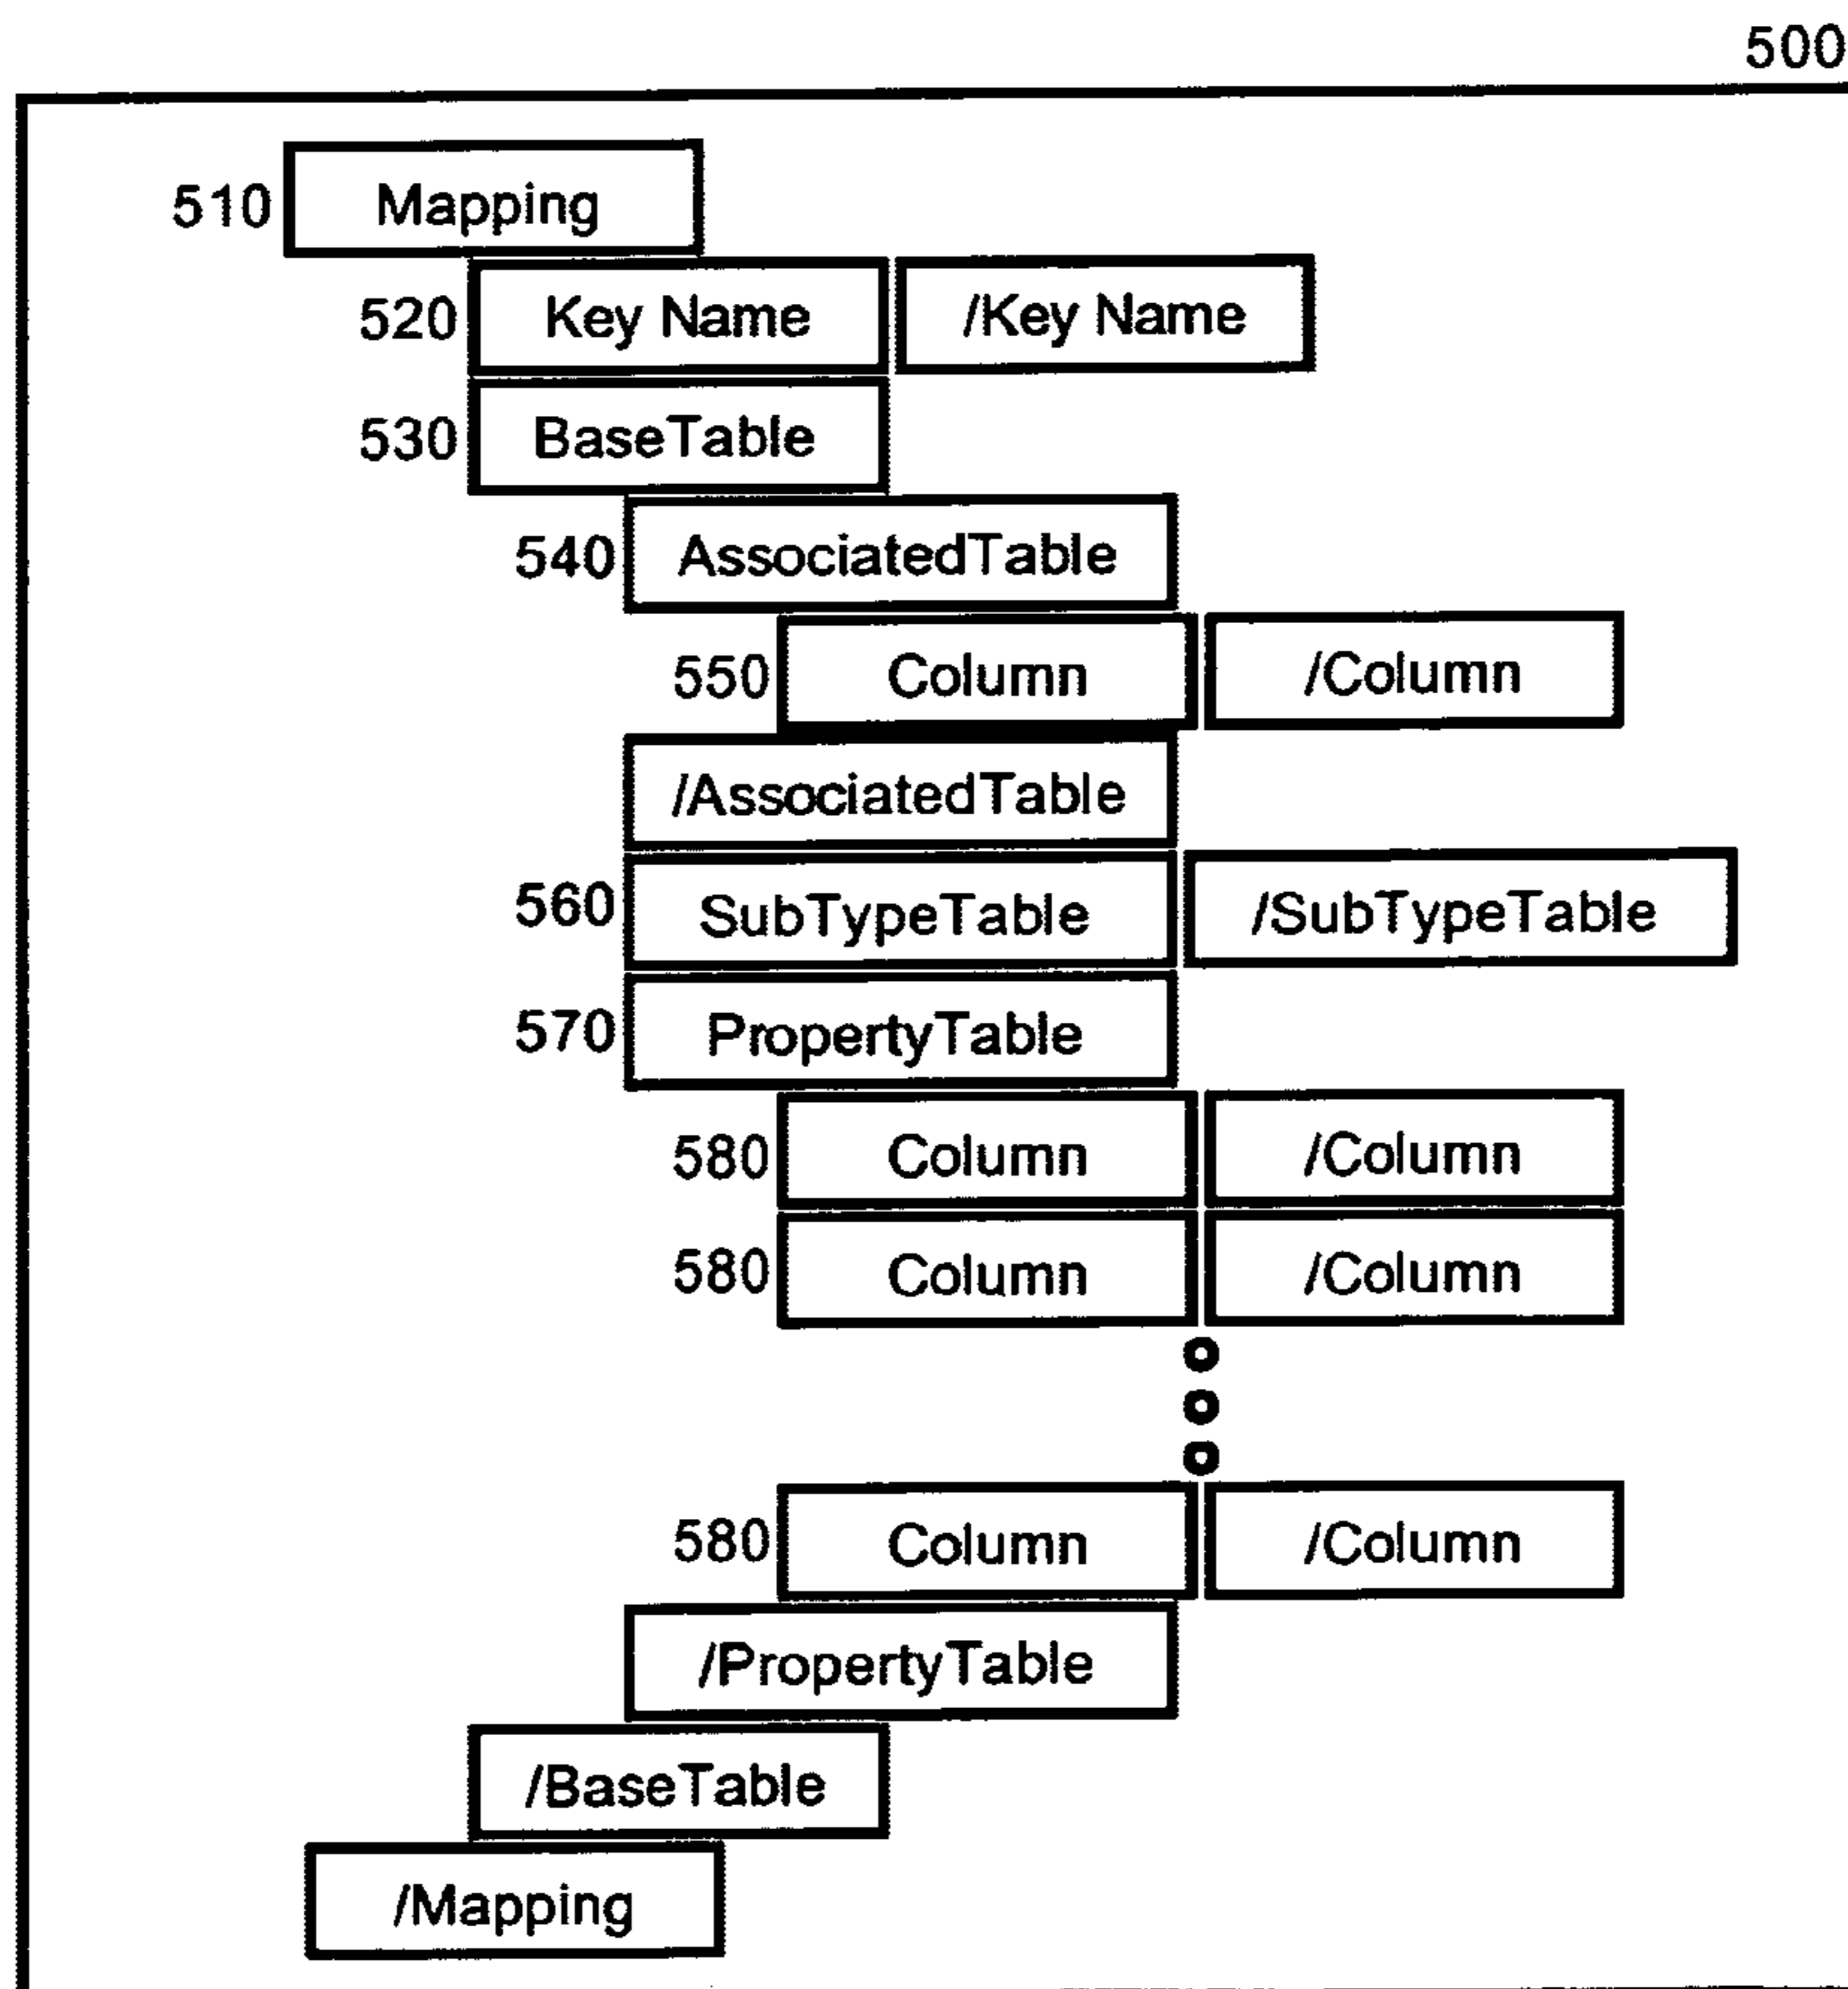 500
510 Mapping
520 Key Name /Key Name
530 BaseTable
540 AssociatedTable
550 Column /Column
/AssociatedTable
560 SubTypeTable /SubTypeTable
570 PropertyTable
580 Column /Column
580 Column /Column
580 Column /Column
/PropertyTable
/BaseTable
/Mapping